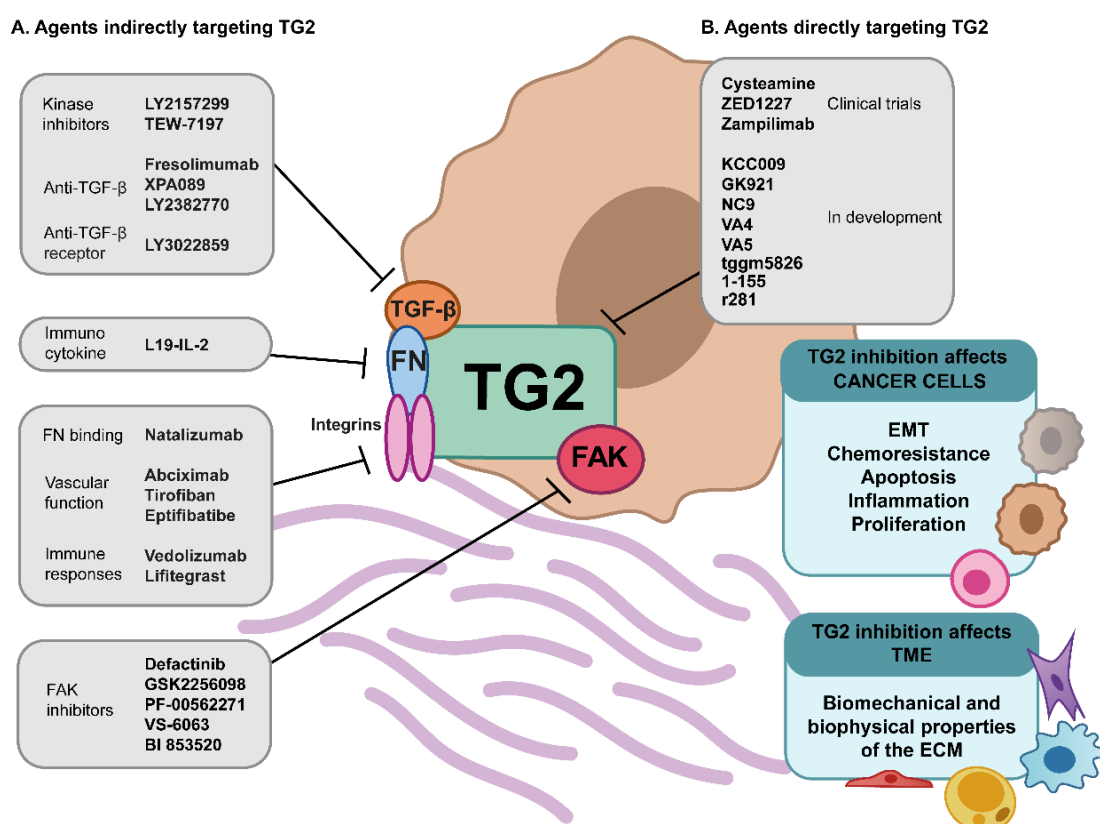 A. Agents indirectly targeting TG2
Kinase
inhibitors
LY2157299
TEW-7197
Anti-TGF-β
Fresolimumab
XPA089
LY2382770
Anti-TGF-β
receptor
LY3022859
Immuno
cytokine
L19-IL-2
FN binding
Natalizumab
Vascular
function
Abciximab
Tirofiban
Eptifibatibe
Immune
responses
Vedolizumab
Lifitegrast
FAK
inhibitors
Defactinib
GSK2256098
PF-00562271
VS-6063
BI 853520
TGF-β
FN
Integrins
TG2
FAK
B. Agents directly targeting TG2
Cysteamine
ZED1227
Zampilimab
Clinical trials
KCC009
GK921
NC9
VA4
VA5
tggm5826
1-155
r281
In development
TG2 inhibition affects
CANCER CELLS
EMT
Chemoresistance
Apoptosis
Inflammation
Proliferation
TG2 inhibition affects
TME
Biomechanical and
biophysical properties
of the ECM